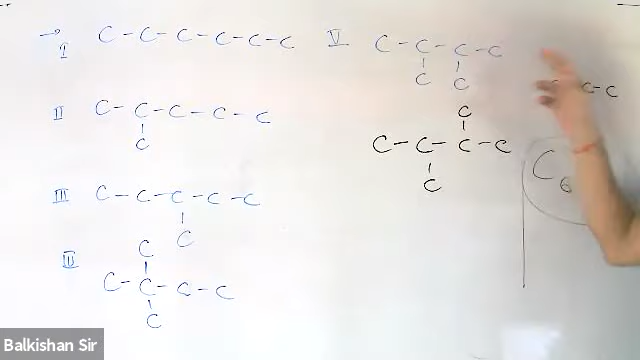 → I C-C-C-C-C-C
II C-C-C-C-C
C
III C-C-C-C-C
C
C
IV C-C-C-C
C
V C-C-C-C
C C
C
C-C-C-C
C
-C
C6
Balkishan Sir